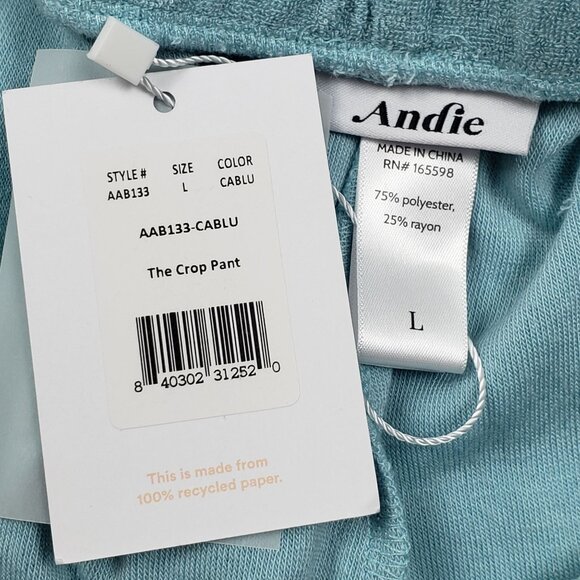 STYLE # SIZE COLOR
AAB133 L CABLU
AAB133-CABLU
The Crop Pant
8 40302 31252 0
This is made from
100% recycled paper.
Andie
MADE IN CHINA
RN# 165598
75% polyester,
25% rayon
L